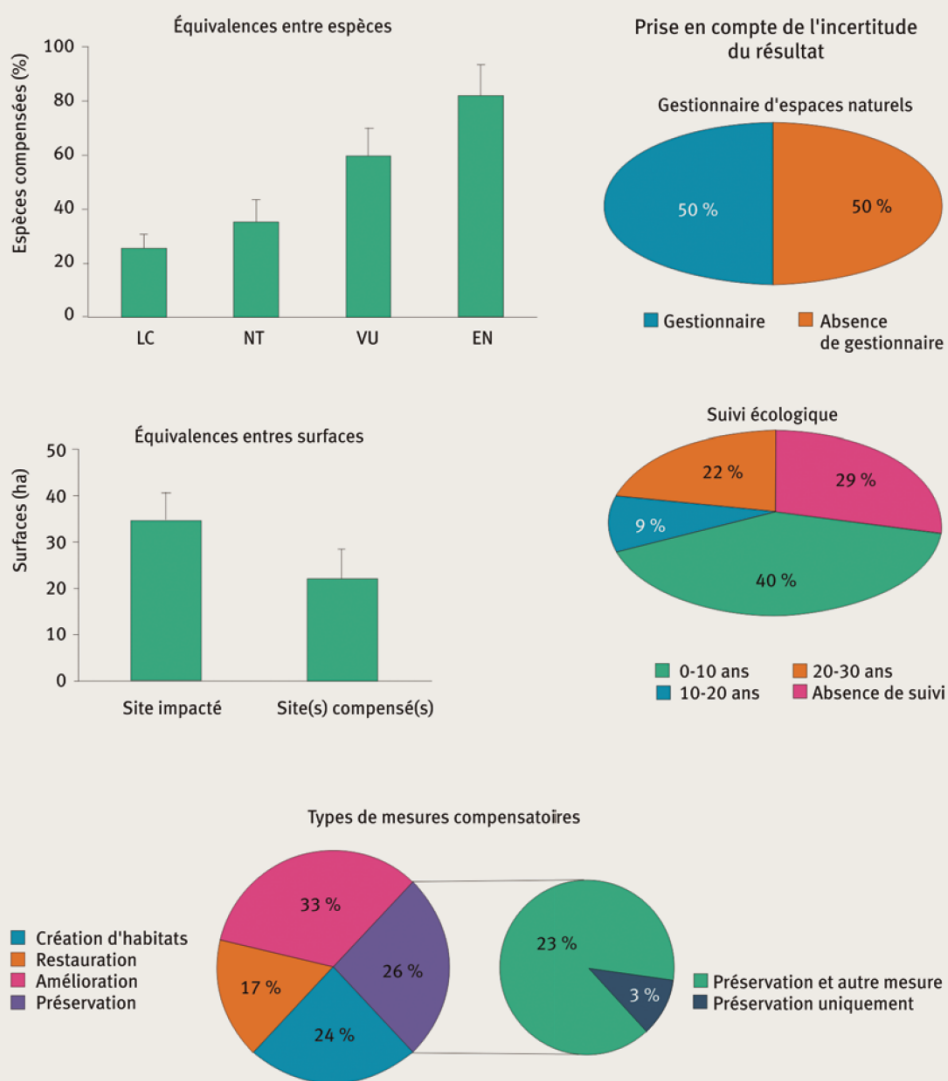 Équivalences entre espèces
Espèces compensées (%)
100
80
60
40
20
0
LC
NT
VU
EN
Prise en compte de l'incertitude
du résultat
Gestionnaire d'espaces naturels
50 %
50 %
Gestionnaire
Absence
de gestionnaire
Équivalences entres surfaces
Surfaces (ha)
50
40
30
20
10
0
Site impacté
Site(s) compensé(s)
Suivi écologique
22 %
29 %
9 %
40 %
0-10 ans
20-30 ans
10-20 ans
Absence de suivi
Types de mesures compensatoires
Création d'habitats
Restauration
Amélioration
Préservation
33 %
17 %
26 %
24 %
23 %
3 %
Préservation et autre mesure
Préservation uniquement